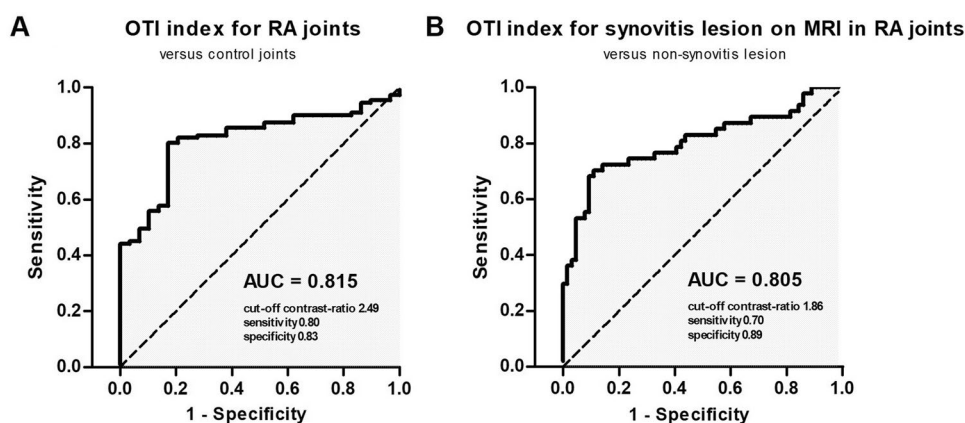 A
OTI index for RA joints
versus control joints
Sensitivity
1.0
0.8
0.6
0.4
0.2
0.0
AUC = 0.815
cut-off contrast-ratio 2.49
sensitivity 0.80
specificity 0.83
0.0 0.2 0.4 0.6 0.8 1.0
1 - Specificity
B
OTI index for synovitis lesion on MRI in RA joints
versus non-synovitis lesion
Sensitivity
1.0
0.8
0.6
0.4
0.2
0.0
AUC = 0.805
cut-off contrast-ratio 1.86
sensitivity 0.70
specificity 0.89
0.0 0.2 0.4 0.6 0.8 1.0
1 - Specificity